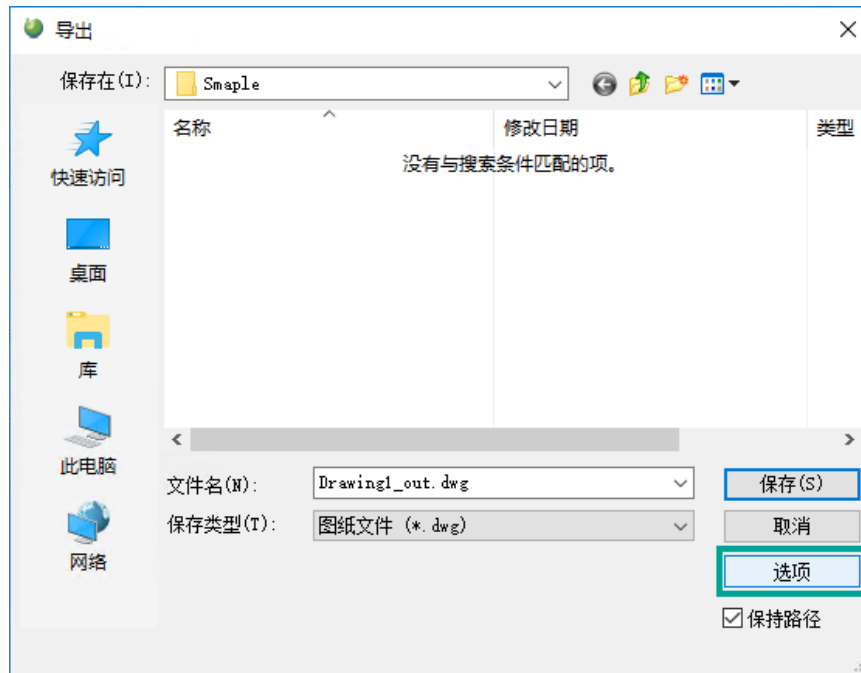 导出
保存在(I):
Smaple
名称
修改日期
类型
没有与搜索条件匹配的项。
快速访问
桌面
库
此电脑
网络
文件名(N):
Drawing1_out.dwg
保存(S)
保存类型(T):
图纸文件 (*.dwg)
取消
选项
保持路径